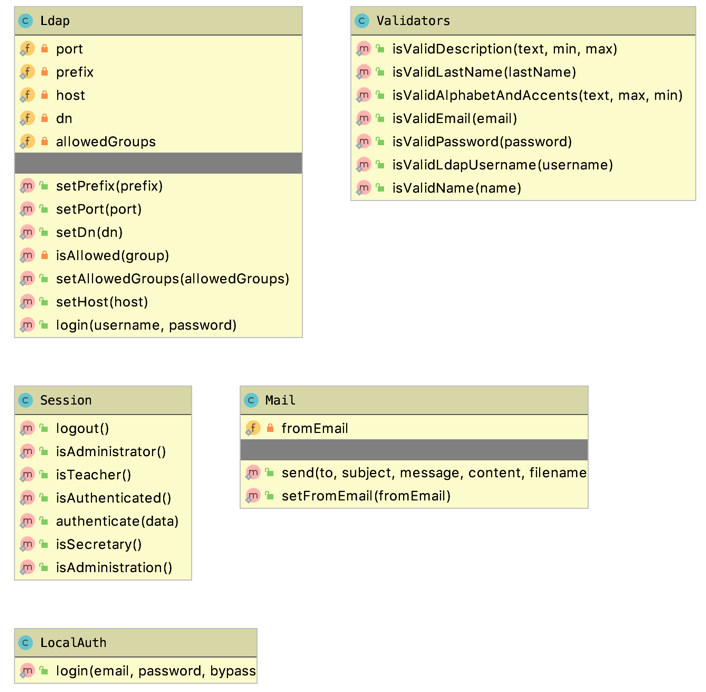 Ldap
port
prefix
host
dn
allowedGroups
setPrefix(prefix)
setPort(port)
setDn(dn)
isAllowed(group)
setAllowedGroups(allowedGroups)
setHost(host)
login(username, password)
Validators
isValidDescription(text, min, max)
isValidLastName(lastName)
isValidAlphabetAndAccents(text, max, min)
isValidEmail(email)
isValidPassword(password)
isValidLdapUsername(username)
isValidName(name)
Session
logout()
isAdministrator()
isTeacher()
isAuthenticated()
authenticate(data)
isSecretary()
isAdministration()
Mail
fromEmail
send(to, subject, message, content, filename
setFromEmail(fromEmail)
LocalAuth
login(email, password, bypass